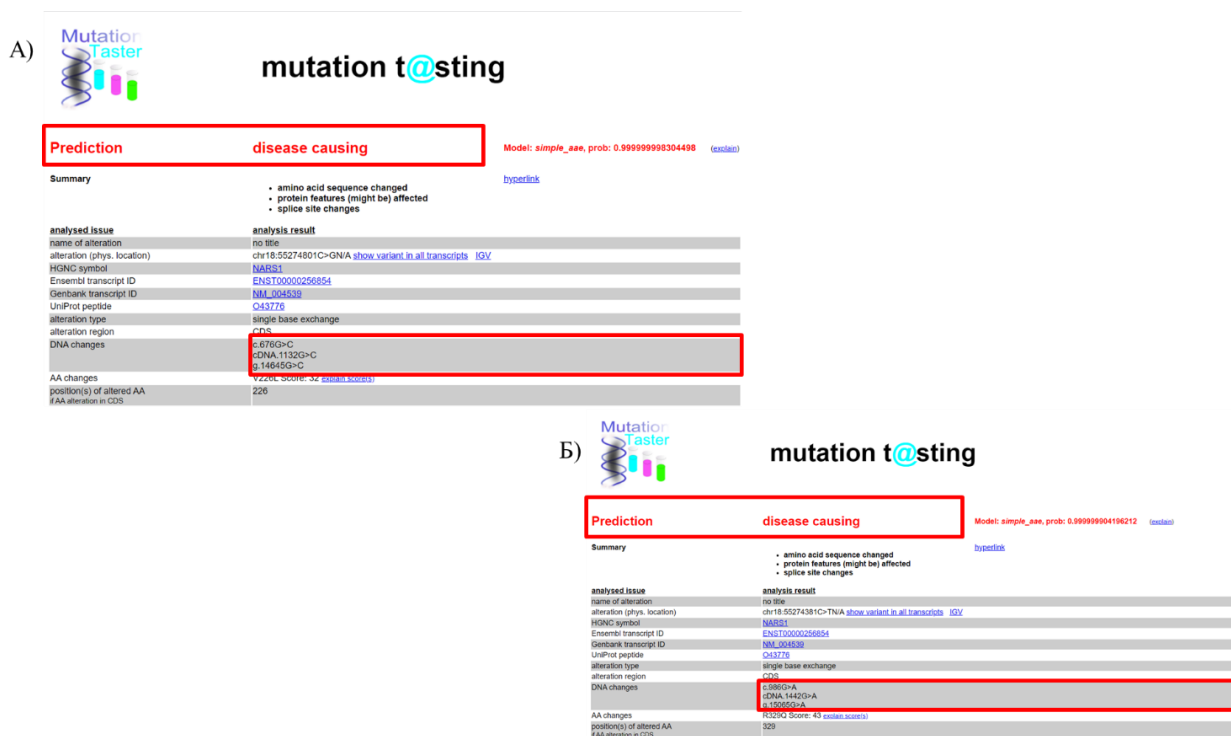 А)
Mutation
Taster
mutation t@sting
Prediction disease causing Model: simple_aae, prob: 0.999999998304498 (explain)
Summary hyperlink
• amino acid sequence changed
• protein features (might be) affected
• splice site changes
analysed issue analysis result
name of alteration no title
alteration (phys. location) chr18:55274801C>GN/A show variant in all transcripts IGV
HGNC symbol NARS1
Ensembl transcript ID ENST00000256854
Genbank transcript ID NM_004539
UniProt peptide O43776
alteration type single base exchange
alteration region CDS
DNA changes c.676G>C
cDNA.1132G>C
g.14645G>C
AA changes V226L Score: 32 explain score(s)
position(s) of altered AA 226
if AA alteration in CDS
Б)
Mutation
Taster
mutation t@sting
Prediction disease causing Model: simple_aae, prob: 0.999999904196212 (explain)
Summary hyperlink
• amino acid sequence changed
• protein features (might be) affected
• splice site changes
analysed issue analysis result
name of alteration no title
alteration (phys. location) chr18:55274381C>TN/A show variant in all transcripts IGV
HGNC symbol NARS1
Ensembl transcript ID ENST00000256854
Genbank transcript ID NM_004539
UniProt peptide O43776
alteration type single base exchange
alteration region CDS
DNA changes c.986G>A
cDNA.1442G>A
g.15065G>A
AA changes R329Q Score: 43 explain score(s)
position(s) of altered AA 329
if AA alteration in CDS